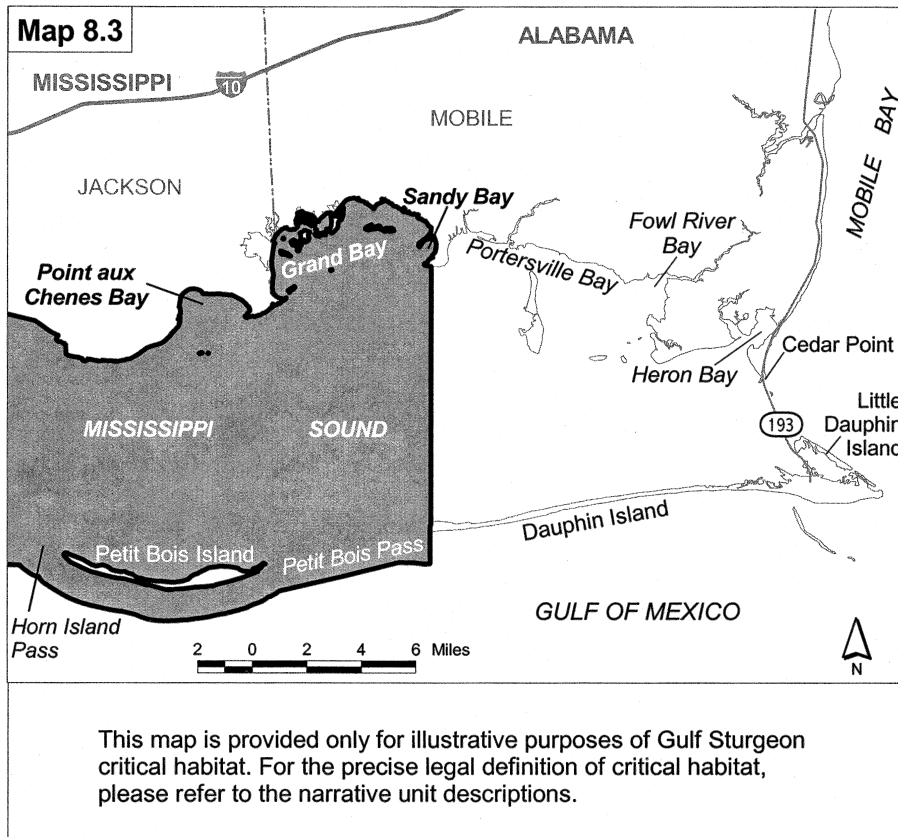 Map 8.3
ALABAMA
MISSISSIPPI
10
MOBILE
MOBILE BAY
JACKSON
Sandy Bay
Fowl River
Bay
Grand Bay
Portersville Bay
Point aux
Chenes Bay
Heron Bay
Cedar Point
Little
Dauphin
Island
193
MISSISSIPPI
SOUND
Dauphin Island
Petit Bois Island
Petit Bois Pass
GULF OF MEXICO
Horn Island
Pass
2 0 2 4 6 Miles
N
This map is provided only for illustrative purposes of Gulf Sturgeon
critical habitat. For the precise legal definition of critical habitat,
please refer to the narrative unit descriptions.